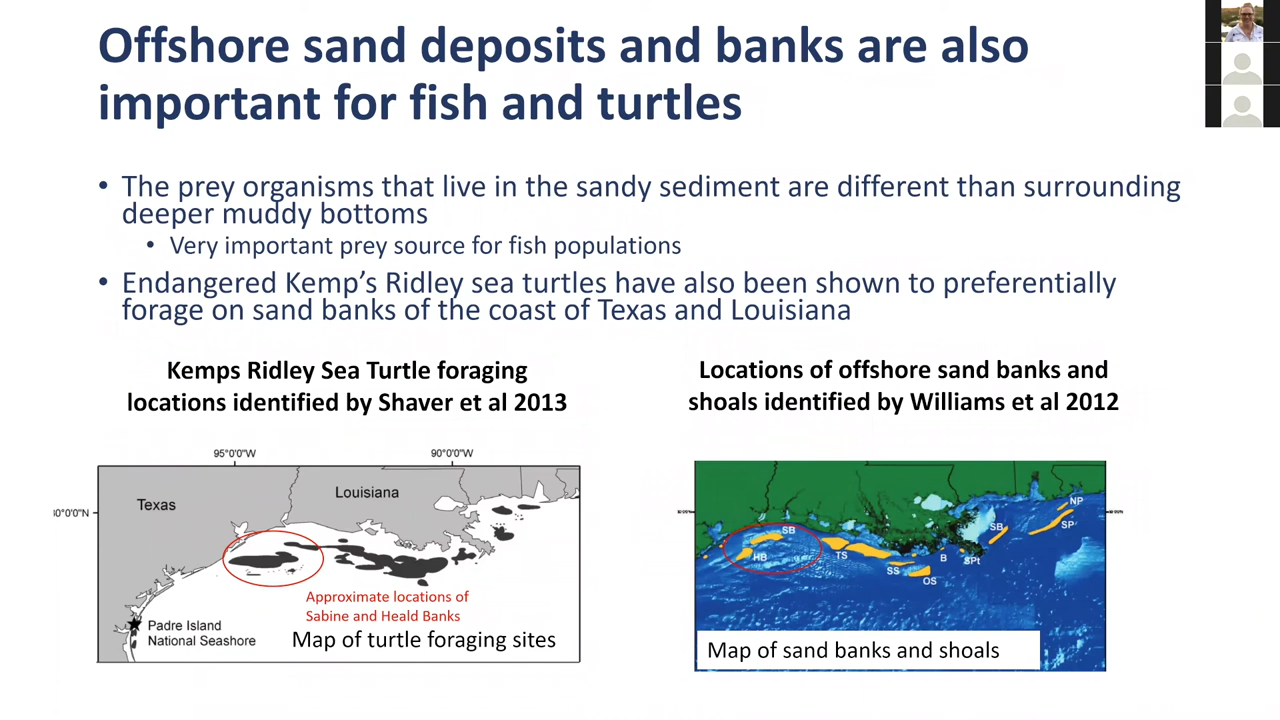 Offshore sand deposits and banks are also
important for fish and turtles
• The prey organisms that live in the sandy sediment are different than surrounding
deeper muddy bottoms
• Very important prey source for fish populations
• Endangered Kemp's Ridley sea turtles have also been shown to preferentially
forage on sand banks of the coast of Texas and Louisiana
Kemps Ridley Sea Turtle foraging
locations identified by Shaver et al 2013
95°0'0"W
90°0'0"W
Texas
Louisiana
0°0'0"N
Approximate locations of
Sabine and Heald Banks
Padre Island
National Seashore
Map of turtle foraging sites
Locations of offshore sand banks and
shoals identified by Williams et al 2012
NP
SP
SB
SB
HB
TS
B
SPt
SS
OS
Map of sand banks and shoals